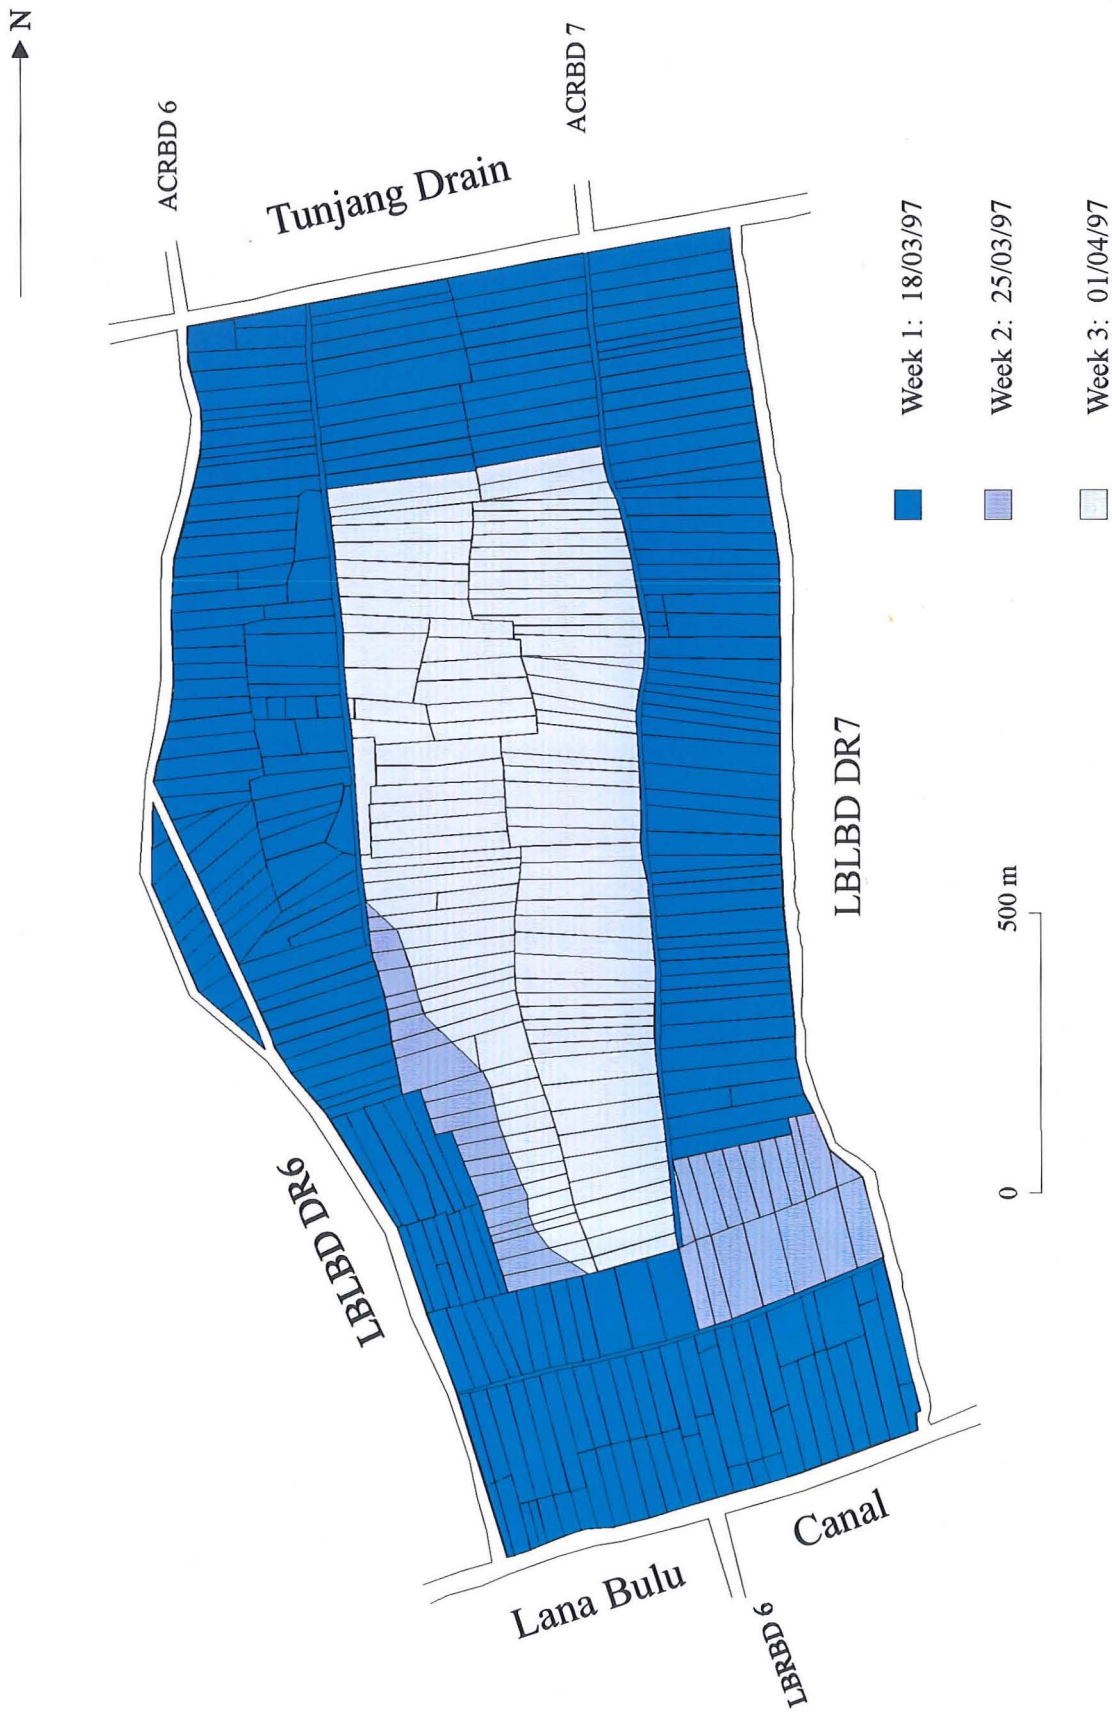 N
ACRBD 6
ACRBD 7
Tunjang Drain
LBLBD DR6
LBLBD DR7
Lana Bulu
Canal
LBRBD 6
0
500 m
Week 1: 18/03/97
Week 2: 25/03/97
Week 3: 01/04/97